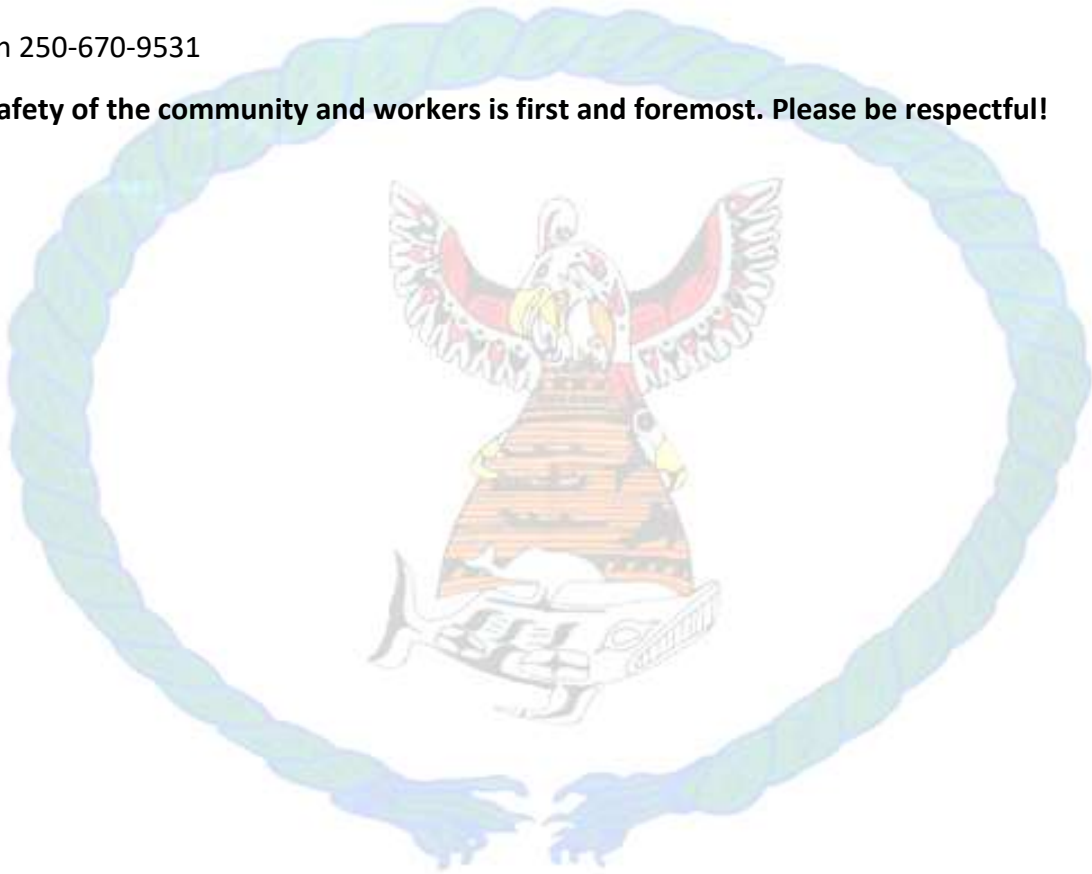 n 250-670-9531
afety of the community and workers is first and foremost. Please be respectful!